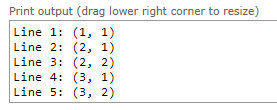 Print output (drag lower right corner to resize)
Line 1: (1, 1)
Line 2: (2, 1)
Line 3: (2, 2)
Line 4: (3, 1)
Line 5: (3, 2)